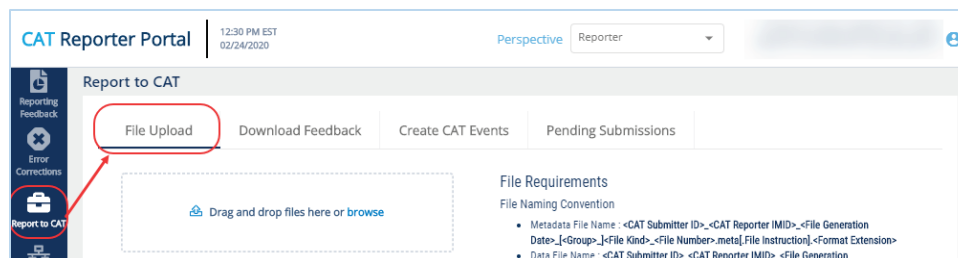 CAT Reporter Portal
12:30 PM EST
02/24/2020
Perspective Reporter
Report to CAT
Reporting
Feedback
Error
Corrections
Report to CAT
File Upload Download Feedback Create CAT Events Pending Submissions
Drag and drop files here or browse
File Requirements
File Naming Convention
Metadata File Name : <CAT Submitter ID>_<CAT Reporter IMID>_<File Generation
Date>_[<Group>_]<File Kind>_<File Number>.meta[.File Instruction].<Format Extension>
Data File Name : <CAT Submitter ID>_<CAT Reporter IMID>_<File Generation